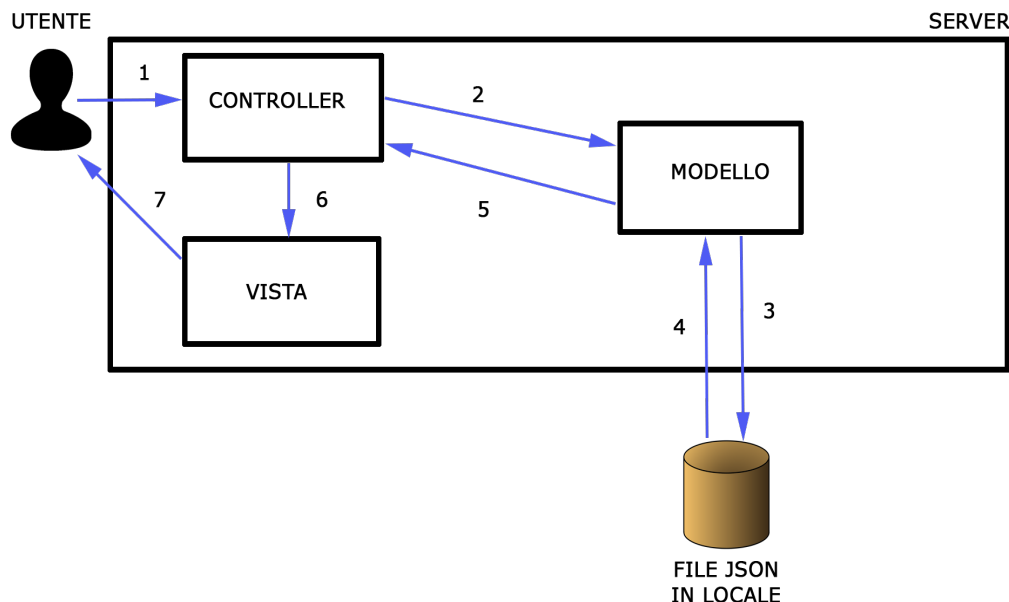 UTENTE
SERVER
1
CONTROLLER
2
MODELLO
5
6
7
VISTA
3
4
FILE JSON
IN LOCALE